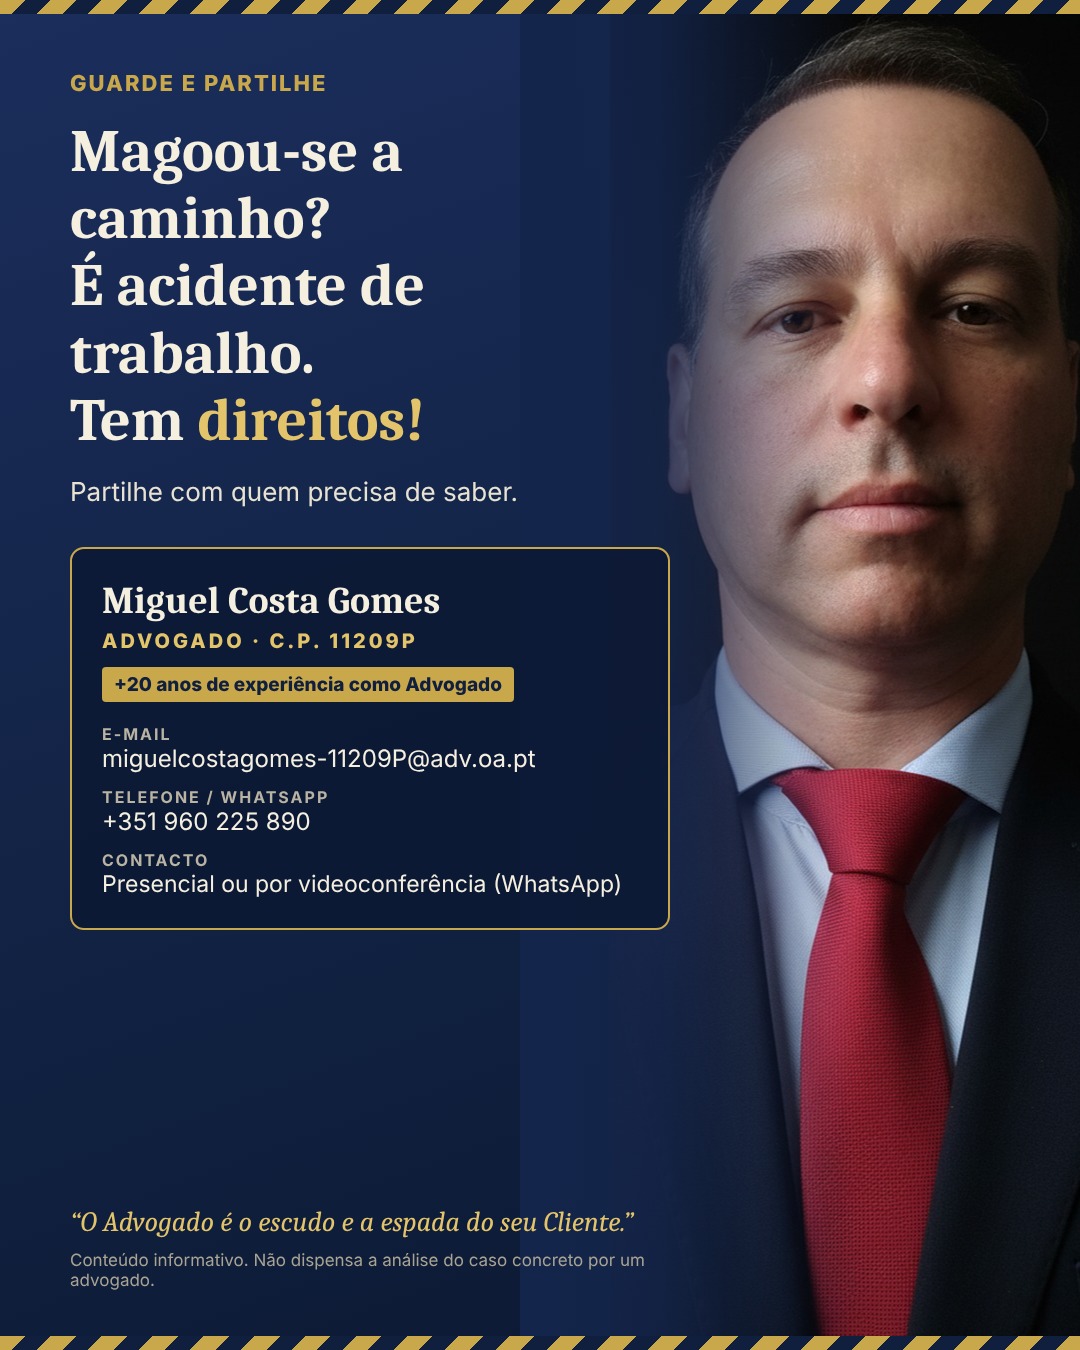 GUARDE E PARTILHE
Magoou-se a
caminho?
É acidente de
trabalho.
Tem direitos!
Partilhe com quem precisa de saber.
Miguel Costa Gomes
ADVOGADO · C.P. 11209P
+20 anos de experiência como Advogado
E-MAIL
miguelcostagomes-11209P@adv.oa.pt
TELEFONE / WHATSAPP
+351 960 225 890
CONTACTO
Presencial ou por videoconferência (WhatsApp)
“O Advogado é o escudo e a espada do seu Cliente.”
Conteúdo informativo. Não dispensa a análise do caso concreto por um
advogado.